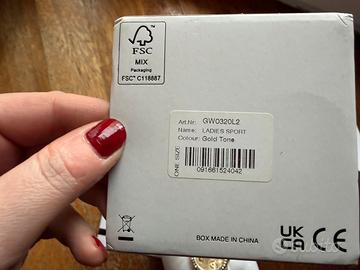 FSC
MIX
Packaging
FSC™ C118887
Art.Nr: GW0320L2
Name: LADIES SPORT
Colour: Gold Tone
ONE SIZE
091661524042
BOX MADE IN CHINA
UK
CA
CE